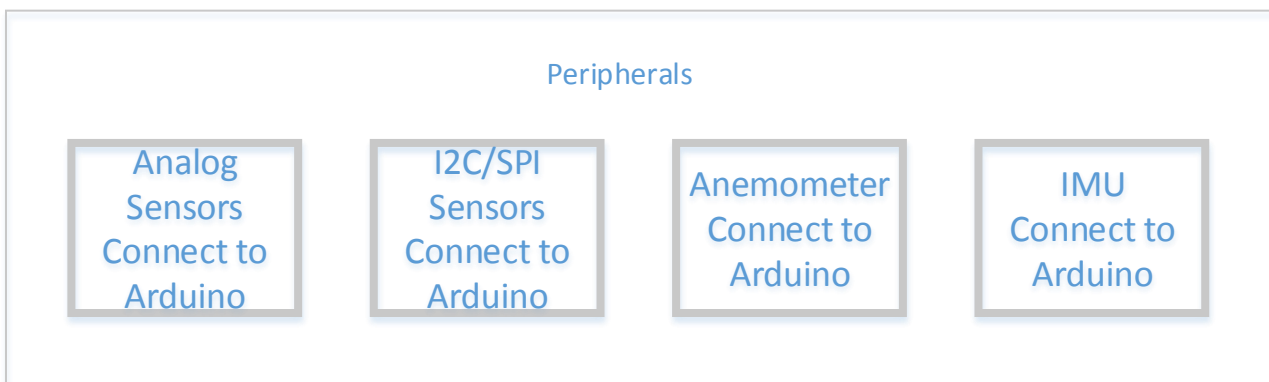 Peripherals
Analog
Sensors
Connect to
Arduino
I2C/SPI
Sensors
Connect to
Arduino
Anemometer
Connect to
Arduino
IMU
Connect to
Arduino